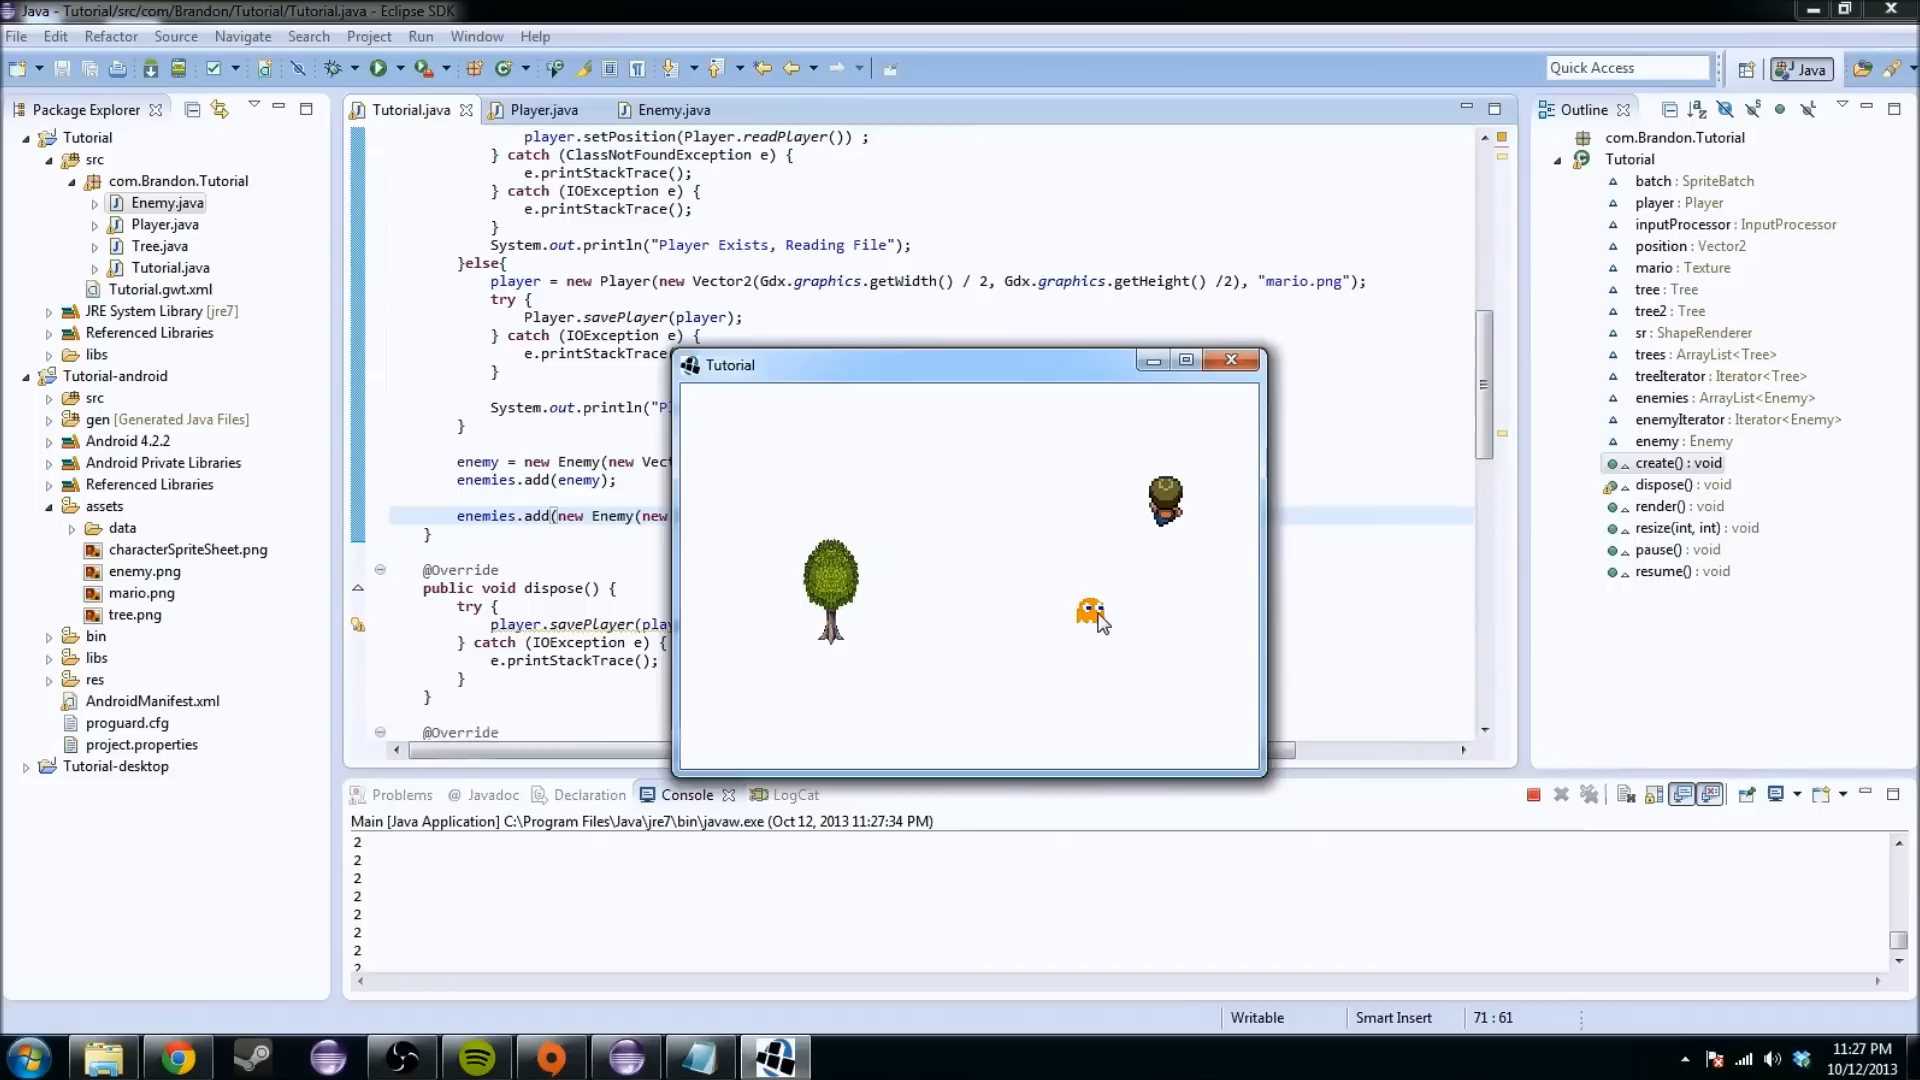 Java - Tutorial/src/com/Brandon/Tutorial/Tutorial.java - Eclipse SDK
File Edit Refactor Source Navigate Search Project Run Window Help
Quick Access
Java
Package Explorer
Tutorial
src
com.Brandon.Tutorial
Enemy.java
Player.java
Tree.java
Tutorial.java
Tutorial.gwt.xml
JRE System Library [jre7]
Referenced Libraries
libs
Tutorial-android
src
gen [Generated Java Files]
Android 4.2.2
Android Private Libraries
Referenced Libraries
assets
data
characterSpriteSheet.png
enemy.png
mario.png
tree.png
bin
libs
res
AndroidManifest.xml
proguard.cfg
project.properties
Tutorial-desktop
Tutorial.java Player.java Enemy.java
player.setPosition(Player.readPlayer()) ;
} catch (ClassNotFoundException e) {
e.printStackTrace();
} catch (IOException e) {
e.printStackTrace();
}
System.out.println("Player Exists, Reading File");
}else{
player = new Player(new Vector2(Gdx.graphics.getWidth() / 2, Gdx.graphics.getHeight() /2), "mario.png");
try {
Player.savePlayer(player);
} catch (IOException e) {
e.printStackTrace
}
System.out.println("Pl
}
enemy = new Enemy(new Vect
enemies.add(enemy);
enemies.add(new Enemy(new
}
@Override
public void dispose() {
try {
player.savePlayer(play
} catch (IOException e) {
e.printStackTrace();
}
}
@Override
Tutorial
Outline
com.Brandon.Tutorial
Tutorial
batch : SpriteBatch
player : Player
inputProcessor : InputProcessor
position : Vector2
mario : Texture
tree : Tree
tree2 : Tree
sr : ShapeRenderer
trees : ArrayList<Tree>
treeIterator : Iterator<Tree>
enemies : ArrayList<Enemy>
enemyIterator : Iterator<Enemy>
enemy : Enemy
create() : void
dispose() : void
render() : void
resize(int, int) : void
pause() : void
resume() : void
Problems @ Javadoc Declaration Console LogCat
Main [Java Application] C:\Program Files\Java\jre7\bin\javaw.exe (Oct 12, 2013 11:27:34 PM)
2
2
2
2
2
2
2
2
Writable Smart Insert 71 : 61
11:27 PM
10/12/2013